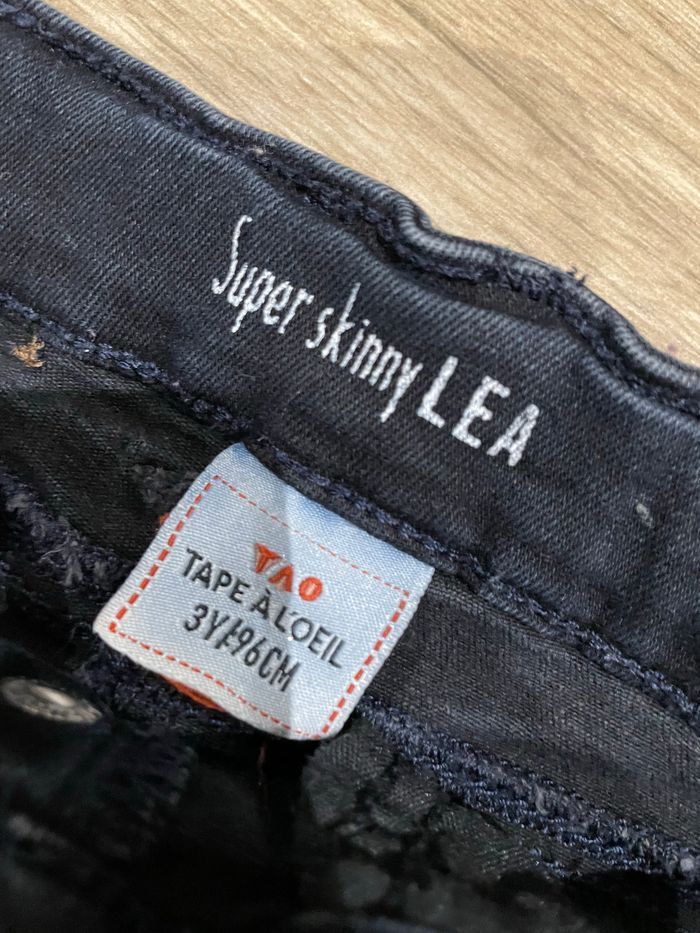 Super skinny LEA
TAO
TAPE À L'OEIL
3Y/-96CM